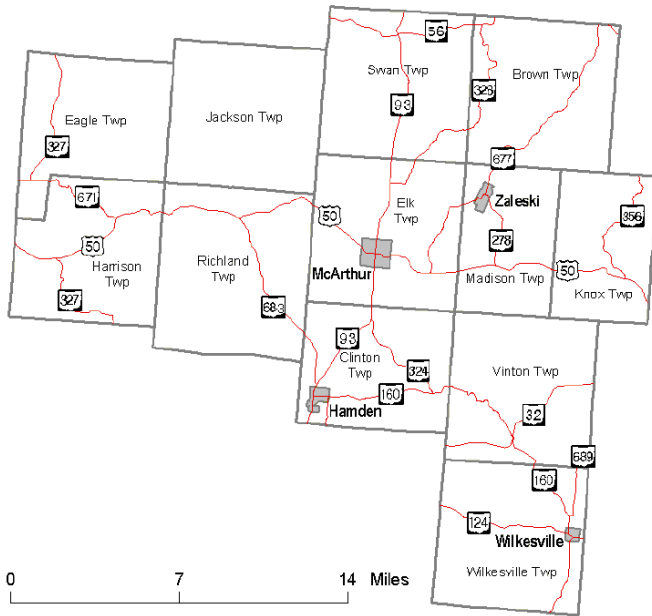 56
Swan Twp
Brown Twp
326
93
Eagle Twp
Jackson Twp
327
677
671
Zaleski
356
50
Elk
Twp
50
Harrison
Twp
Richland
Twp
McArthur
278
Madison Twp
50
Knox Twp
327
683
93
Clinton
Twp
324
Vinton Twp
160
32
Hamden
689
160
124
Wilkesville
Wilkesville Twp
0 7 14 Miles